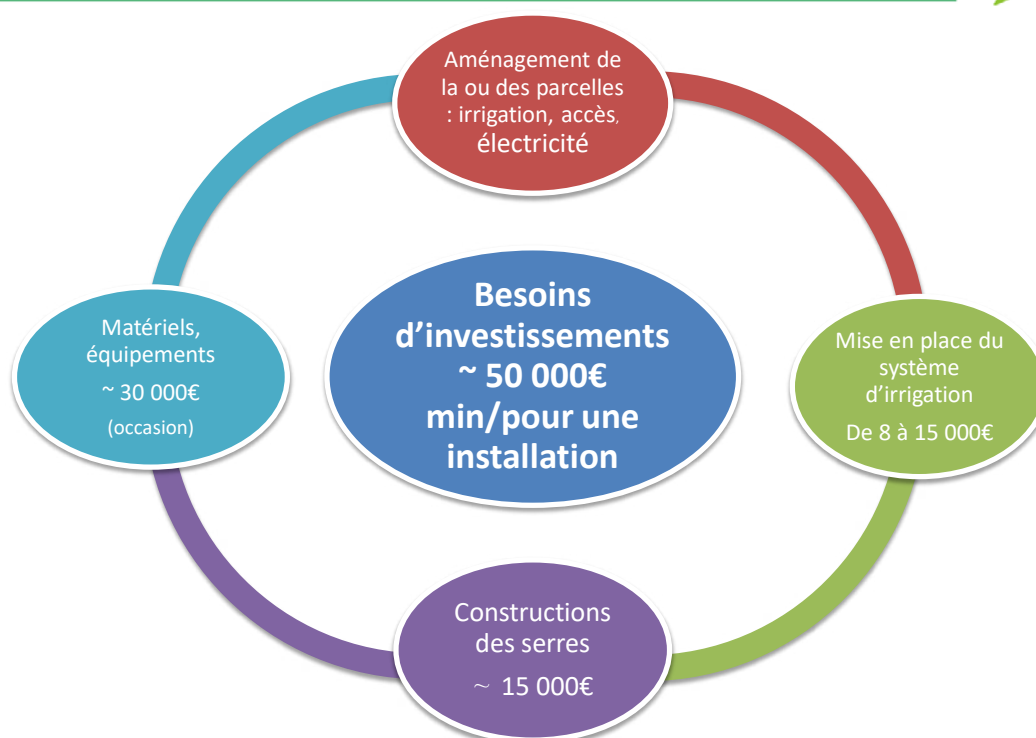 Aménagement de
la ou des parcelles
: irrigation, accès,
électricité
Besoins
d'investissements
~ 50 000€
min/pour une
installation
Matériels,
équipements
~ 30 000€
(occasion)
Mise en place du
système
d'irrigation
De 8 à 15 000€
Constructions
des serres
~ 15 000€